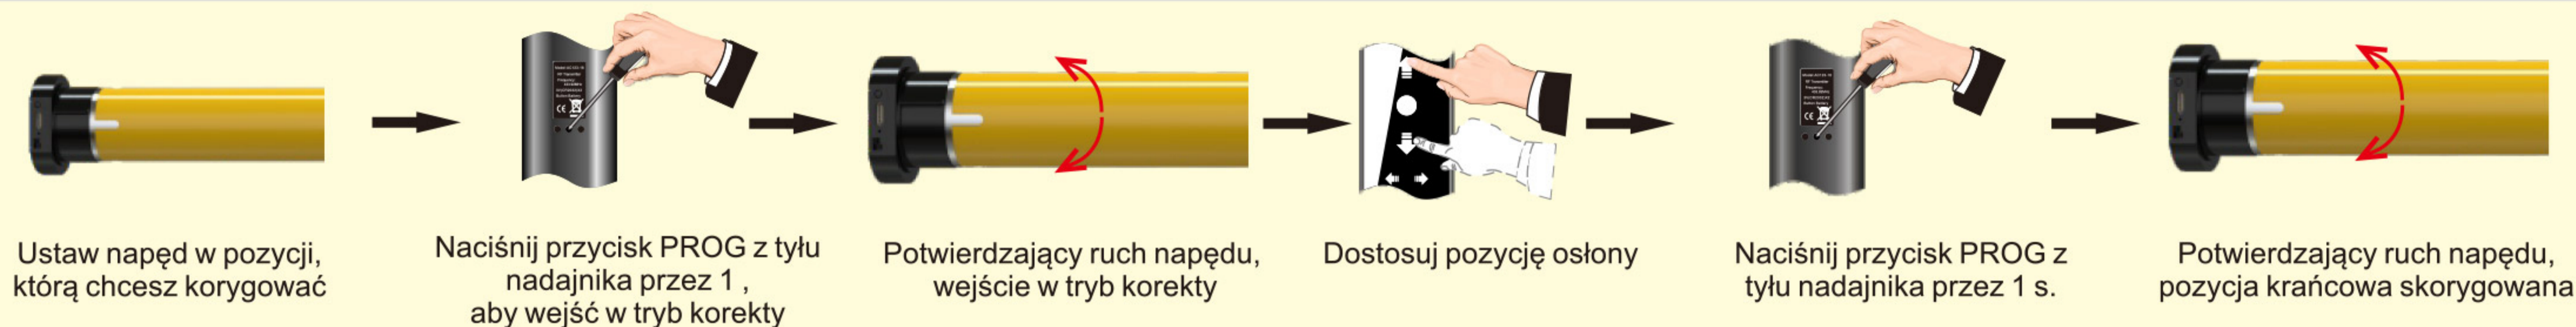 Ustaw napęd w pozycji,
którą chcesz korygować
Naciśnij przycisk PROG z tyłu
nadajnika przez 1 ,
aby wejść w tryb korekty
Potwierdzający ruch napędu,
wejście w tryb korekty
Dostosuj pozycję osłony
Naciśnij przycisk PROG z
tyłu nadajnika przez 1 s.
Potwierdzający ruch napędu,
pozycja krańcowa skorygowana